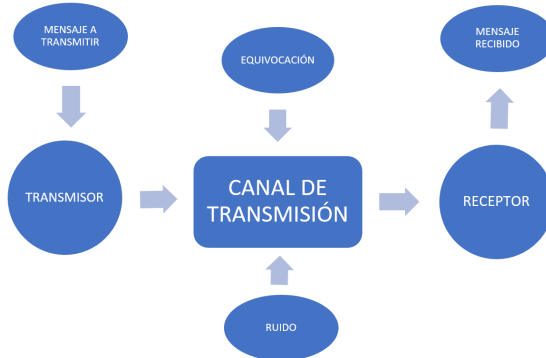 MENSAJE A
TRANSMITIR
EQUIVOCACIÓN
MENSAJE
RECIBIDO
TRANSMISOR
CANAL DE
TRANSMISIÓN
RECEPTOR
RUIDO